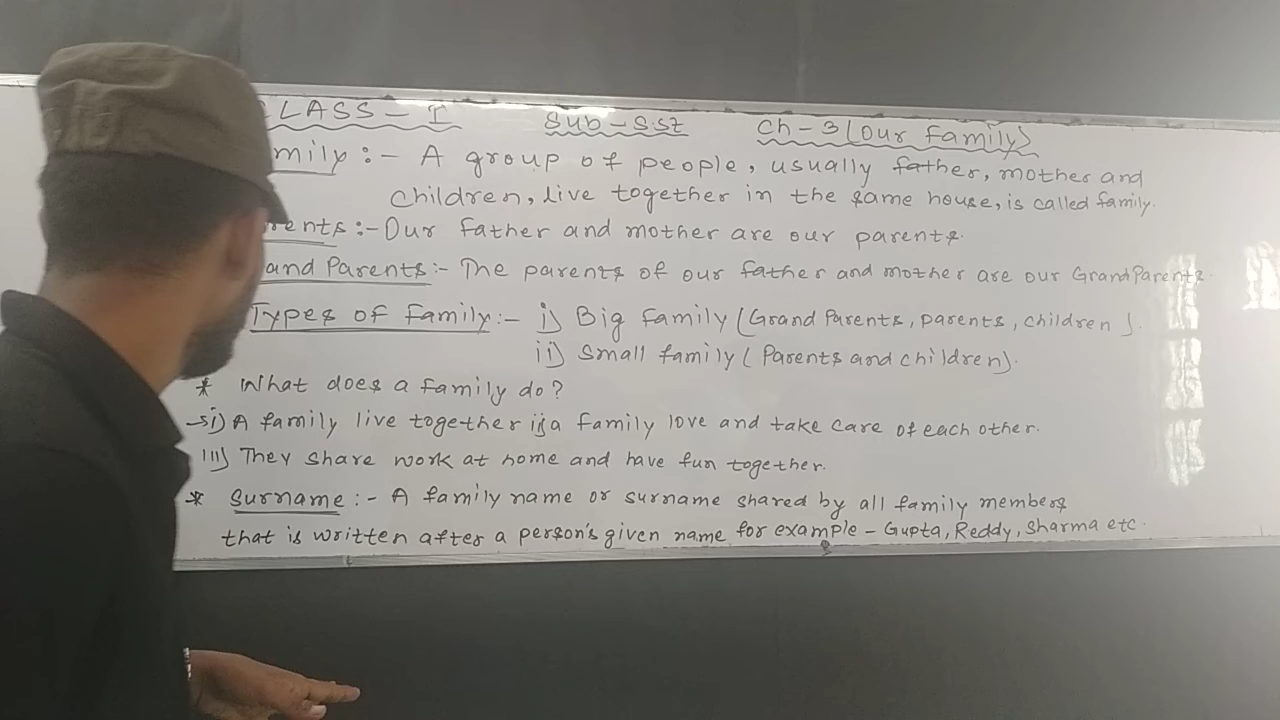 CLASS - I Sub - S.St Ch - 3 (Our Family)
mily :- A group of people, usually father, mother and
children, live together in the same house, is called family.
rents :- Our Father and mother are our parents.
and Parents :- The parents of our father and mother are our GrandParents.
Types of family :- i) Big family (Grand Parents, parents, children).
ii) Small family (Parents and children).
* What does a family do?
→i) A family live together ii) a family love and take care of each other.
iii) They share work at home and have fun together.
* Surname :- A family name or surname shared by all family members
that is written after a person's given name for example - Gupta, Reddy, Sharma etc.